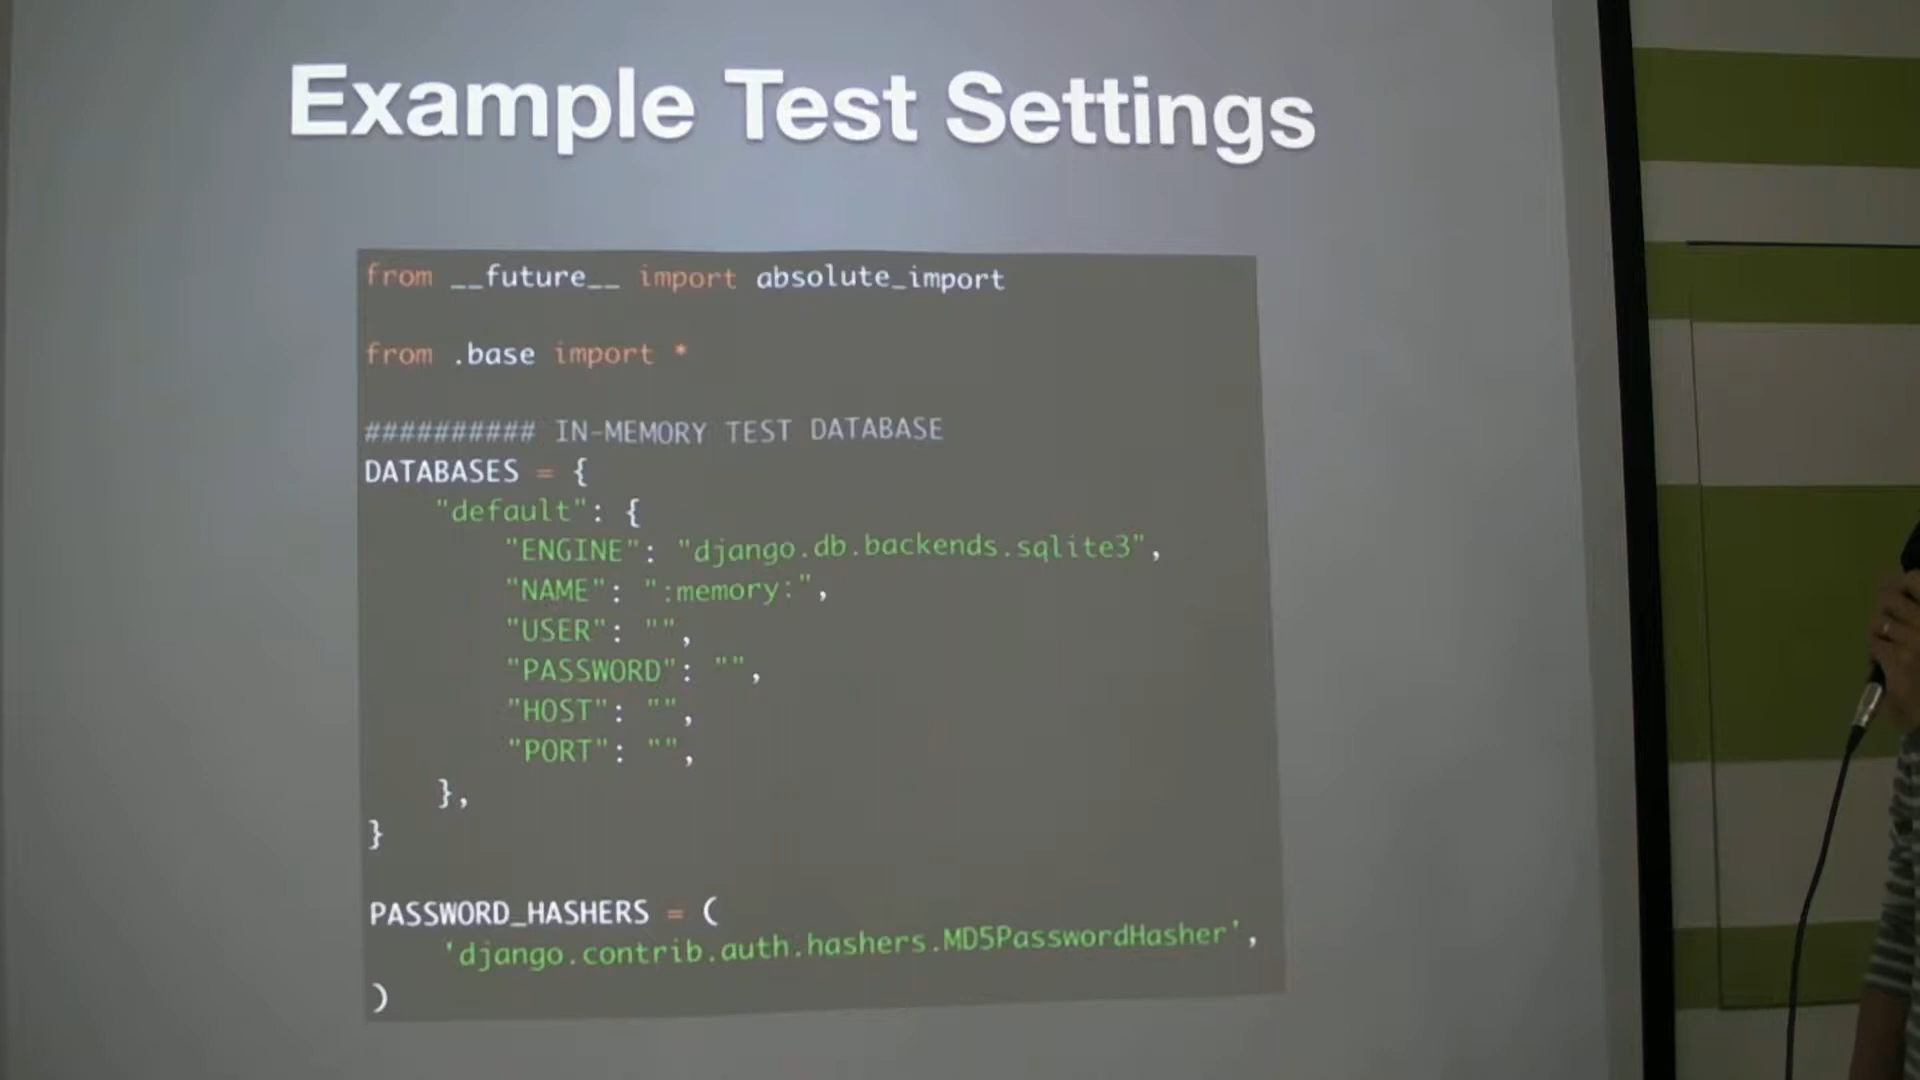 Example Test Settings
from __future__ import absolute_import
from .base import *
########## IN-MEMORY TEST DATABASE
DATABASES = {
    "default": {
        "ENGINE": "django.db.backends.sqlite3",
        "NAME": ":memory:",
        "USER": "",
        "PASSWORD": "",
        "HOST": "",
        "PORT": "",
    },
}
PASSWORD_HASHERS = (
    'django.contrib.auth.hashers.MD5PasswordHasher',
)